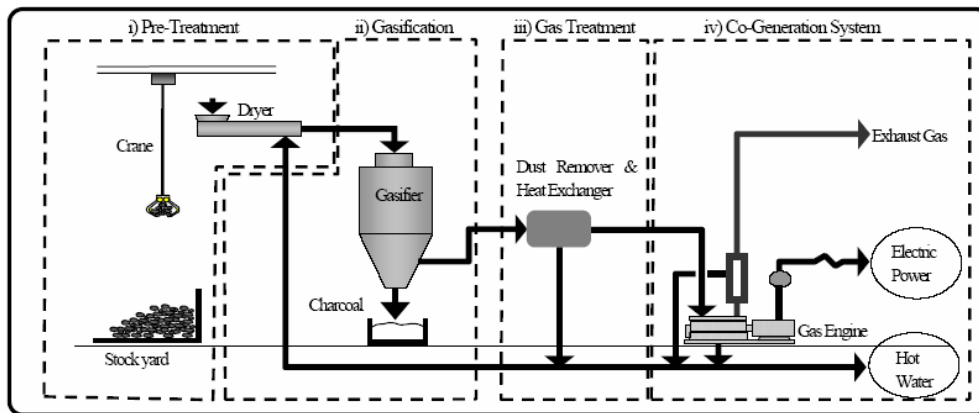 i) Pre-Treatment
ii) Gasification
iii) Gas Treatment
iv) Co-Generation System
Dryer
Crane
Stock yard
Gasifier
Charcoal
Dust Remover &
Heat Exchanger
Exhaust Gas
Electric
Power
Gas Engine
Hot
Water